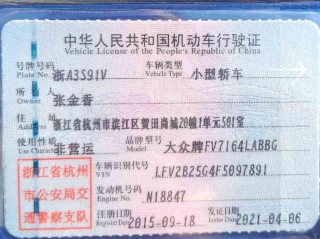 中华人民共和国机动车行驶证
Vehicle License of the People's Republic of China
号牌号码 浙A3S91V 车辆类型 小型轿车
Plate No. Vehicle Type
所有人 张金香
Owner
住址 浙江省杭州市滨江区贺田尚城20幢1单元501室
Address
使用性质 非营运 品牌型号 大众牌FV7164LABBG
Model
浙江省杭州 车辆识别代号 LFV2B25G4F5097891
VIN
市公安局交 发动机号码 N18847
Engine No.
通警察支队 注册日期 2015-09-18 发证日期 2021-04-06
Register Date Issue Date